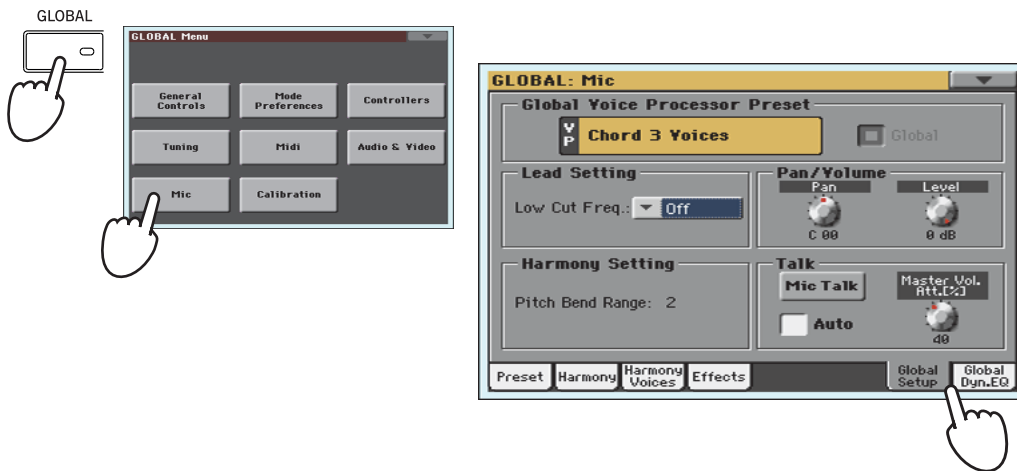 GLOBAL
GLOBAL Menu
General Controls
Mode Preferences
Controllers
Tuning
Midi
Audio & Video
Mic
Calibration
GLOBAL: Mic
Global Voice Processor Preset
VP Chord 3 Voices
Global
Lead Setting
Low Cut Freq.: Off
Pan/Volume
Pan
Level
C 00
0 dB
Harmony Setting
Pitch Bend Range: 2
Talk
Mic Talk
Auto
Master Vol. Att.[%]
40
Preset
Harmony
Harmony Voices
Effects
Global Setup
Global Dyn.EQ